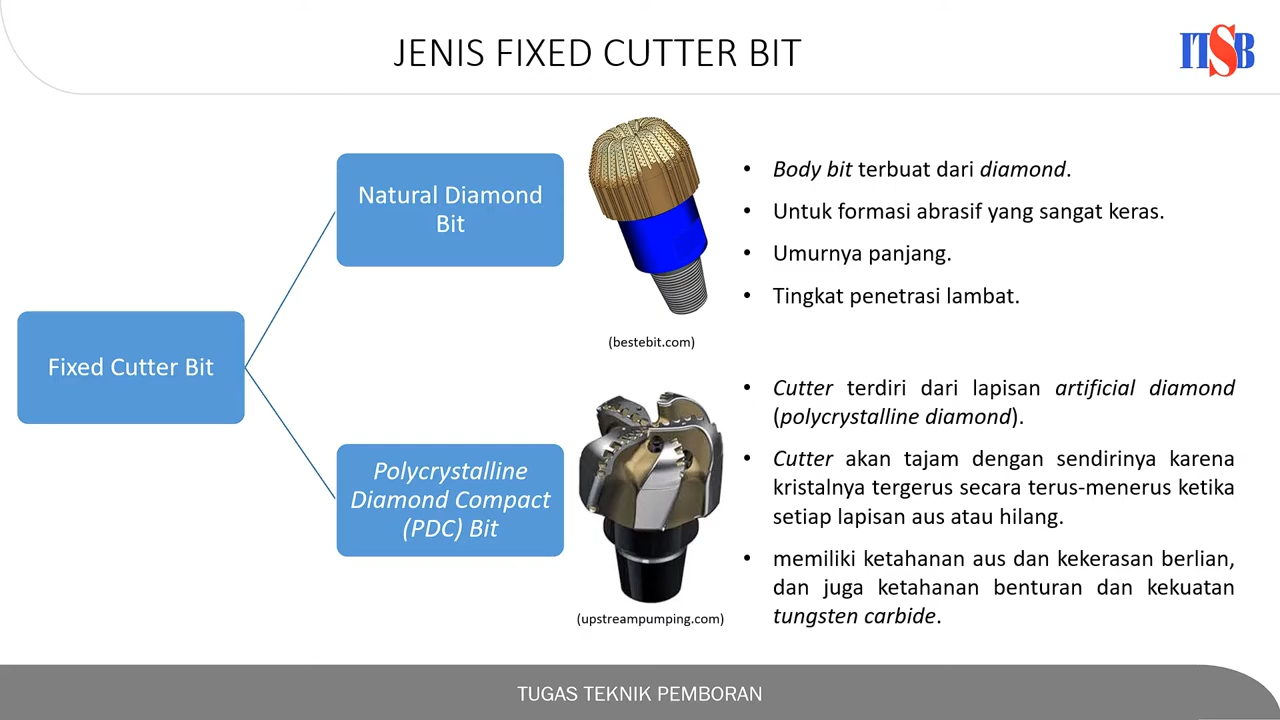 JENIS FIXED CUTTER BIT
ITSB
Fixed Cutter Bit
Natural Diamond
Bit
(bestebit.com)
• Body bit terbuat dari diamond.
• Untuk formasi abrasif yang sangat keras.
• Umurnya panjang.
• Tingkat penetrasi lambat.
Polycrystalline
Diamond Compact
(PDC) Bit
(upstreampumping.com)
• Cutter terdiri dari lapisan artificial diamond
(polycrystalline diamond).
• Cutter akan tajam dengan sendirinya karena
kristalnya tergerus secara terus-menerus ketika
setiap lapisan aus atau hilang.
• memiliki ketahanan aus dan kekerasan berlian,
dan juga ketahanan benturan dan kekuatan
tungsten carbide.
TUGAS TEKNIK PEMBORAN